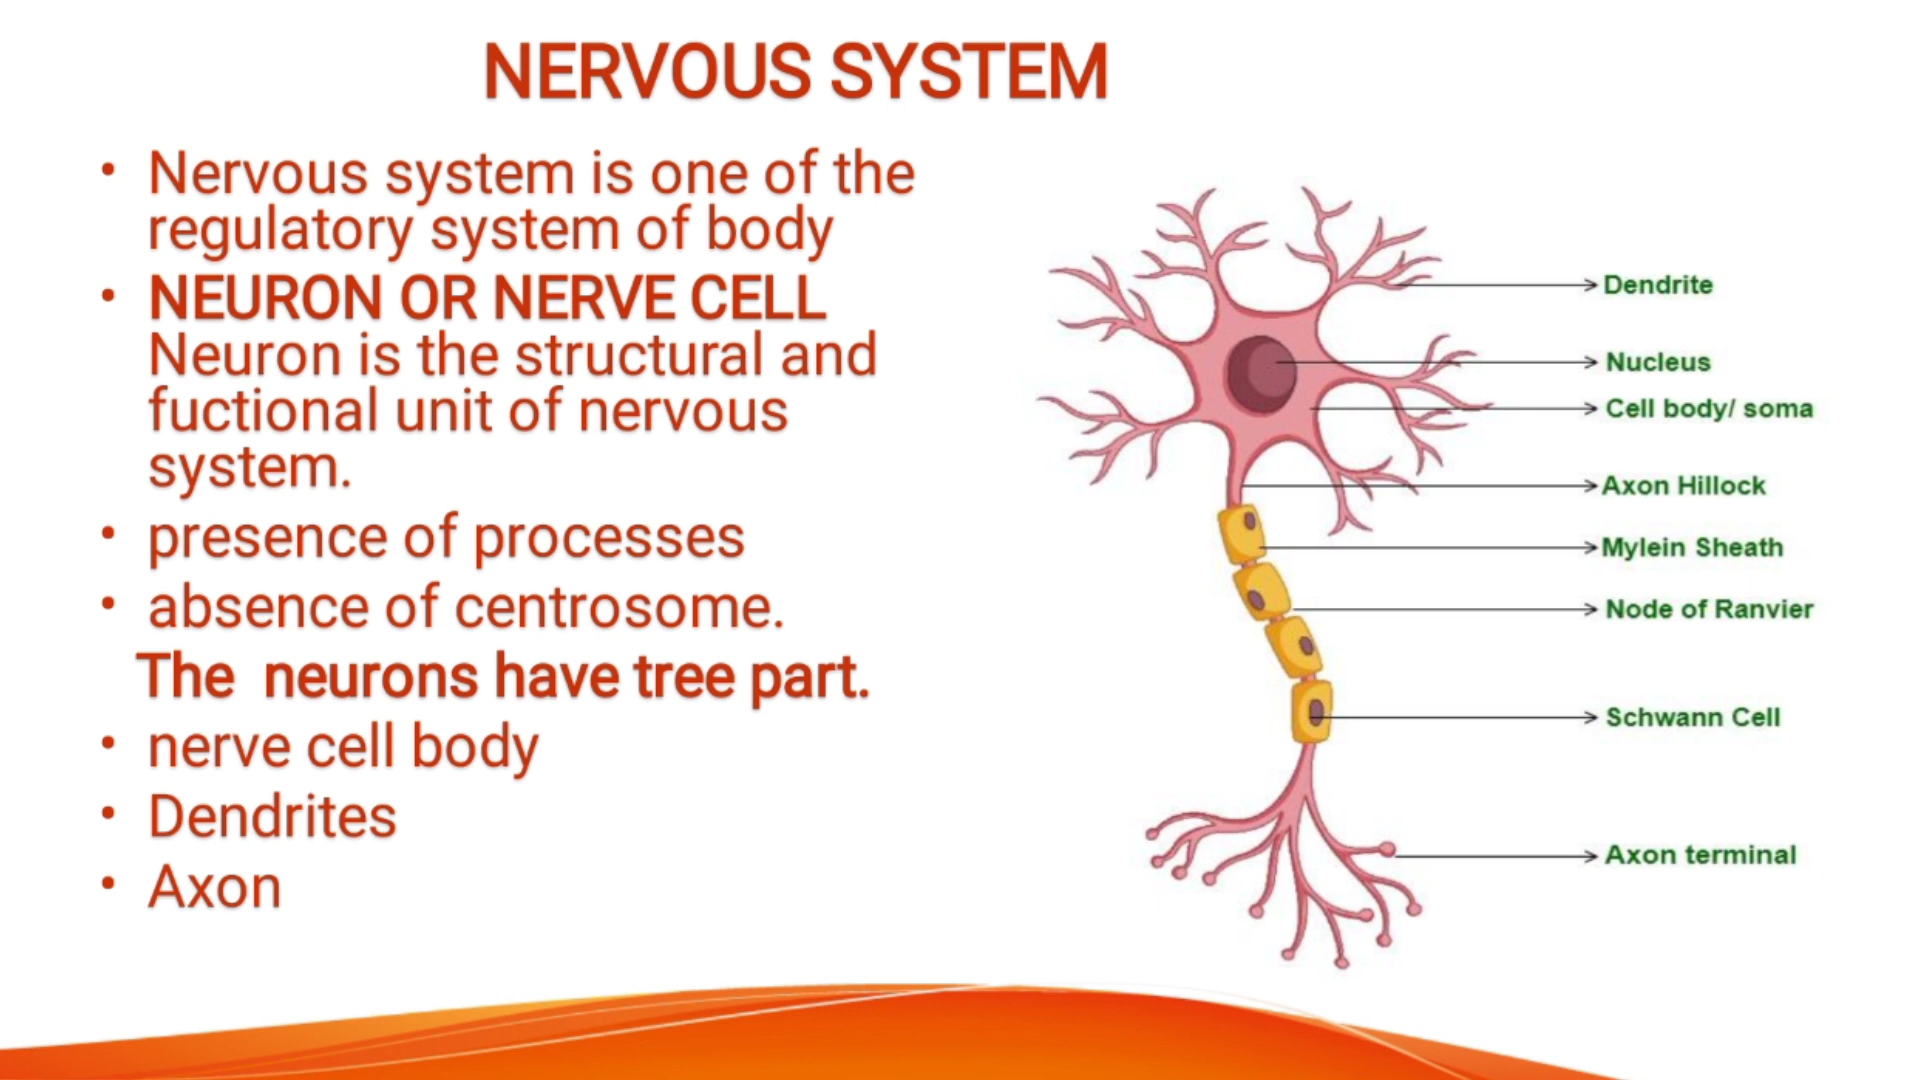 NERVOUS SYSTEM
• Nervous system is one of the
regulatory system of body
• NEURON OR NERVE CELL
Neuron is the structural and
fuctional unit of nervous
system.
• presence of processes
• absence of centrosome.
The neurons have tree part.
• nerve cell body
• Dendrites
• Axon
Dendrite
Nucleus
Cell body/ soma
Axon Hillock
Mylein Sheath
Node of Ranvier
Schwann Cell
Axon terminal